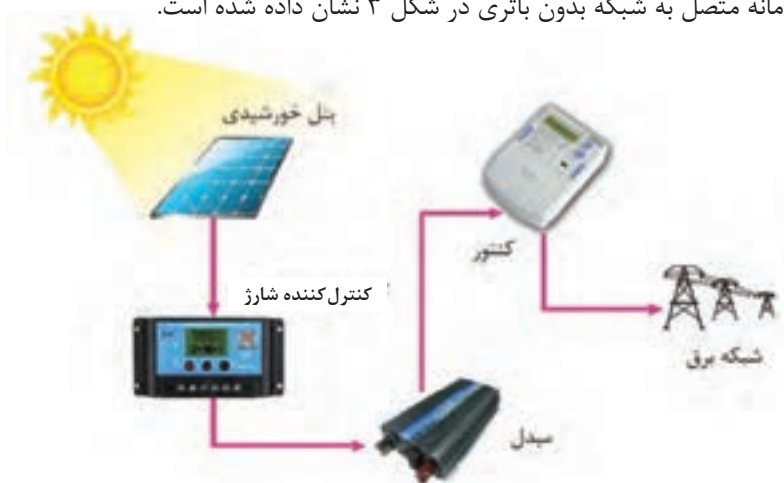 متصل به شبکه بدون باتری در شکل ۳ نشان داده شده است.
پنل خورشیدی
کنتور
کنترل‌کننده شارژ
شبکه برق
مبدل